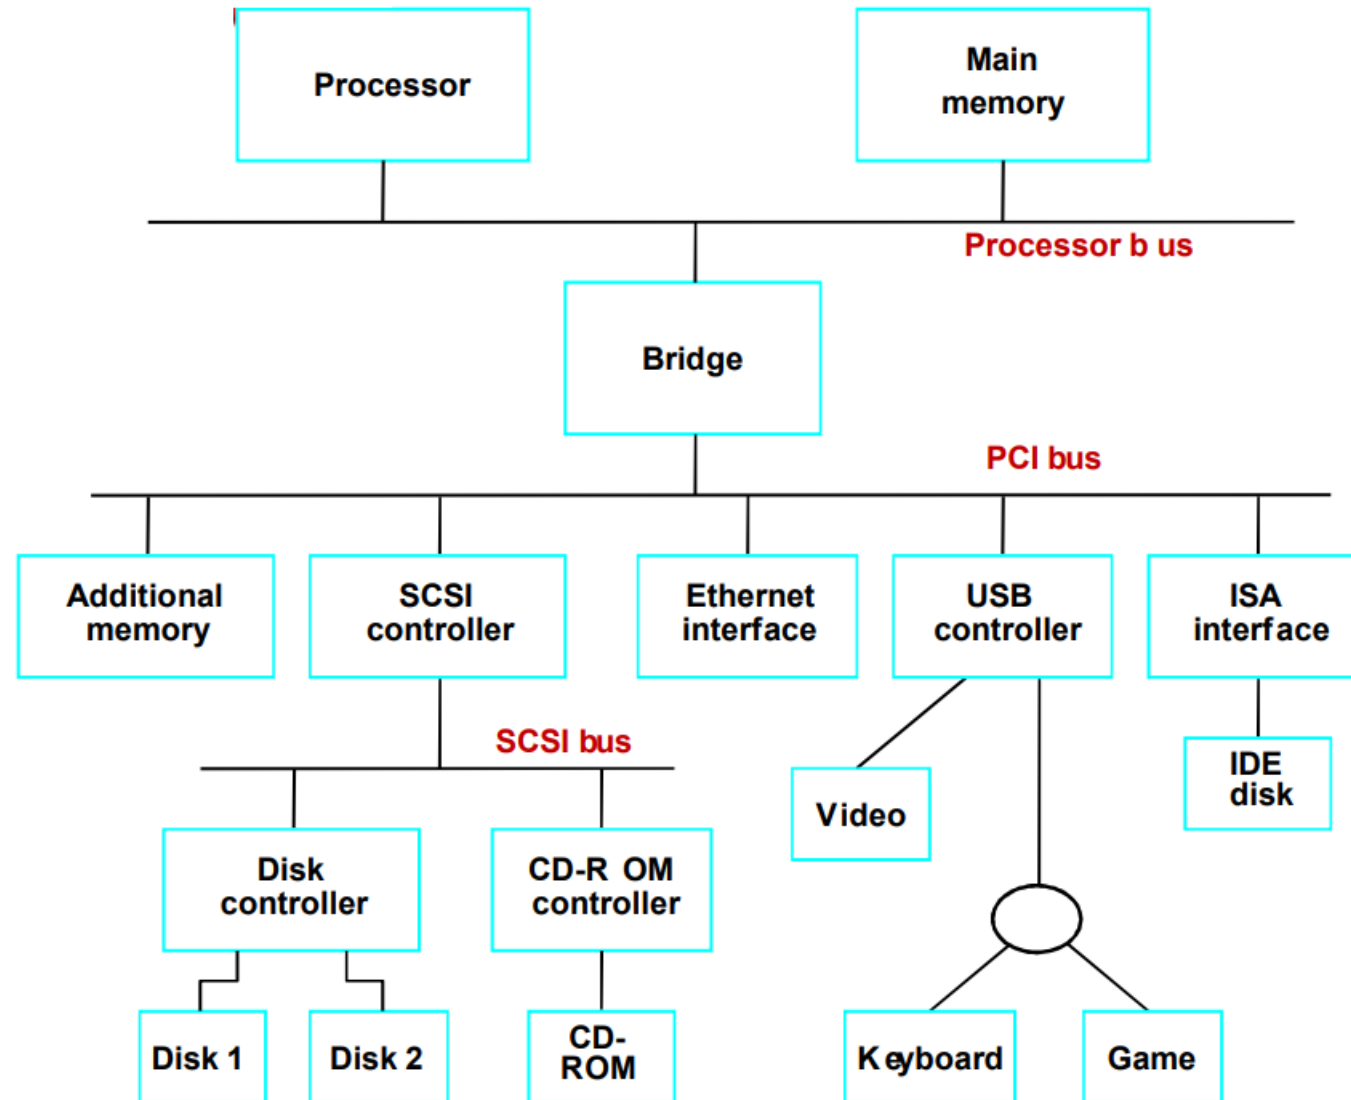 Processor
Main
memory
Processor b us
Bridge
PCI bus
Additional
memory
SCSI
controller
Ethernet
interface
USB
controller
ISA
interface
SCSI bus
Video
IDE
disk
Disk
controller
CD-R OM
controller
Disk 1
Disk 2
CD-
ROM
Keyboard
Game